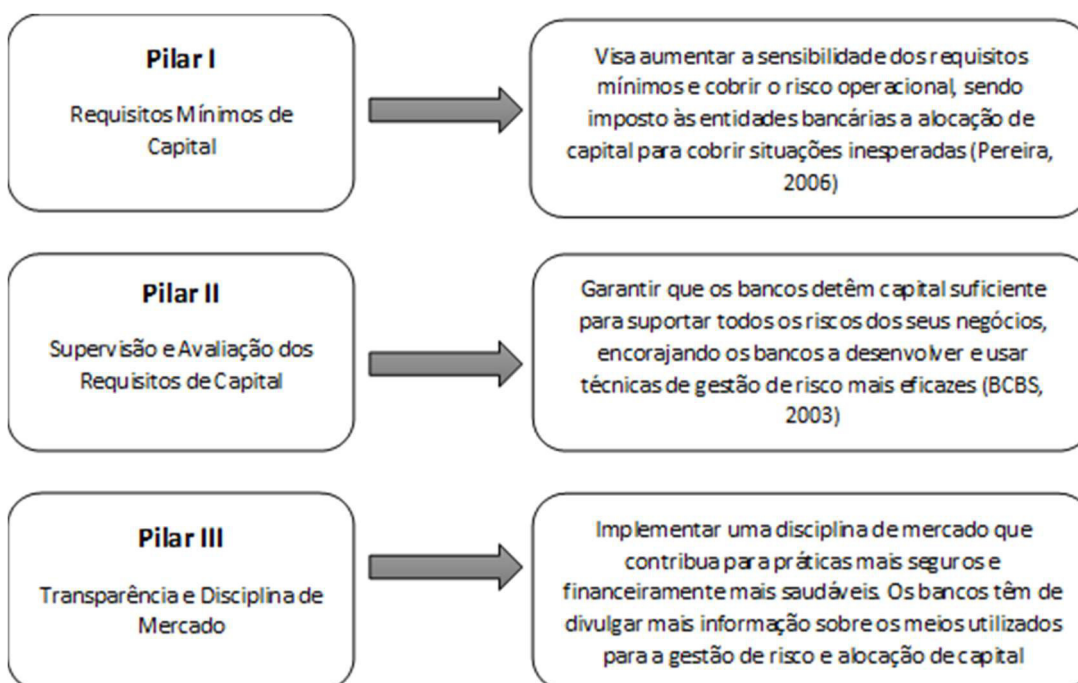 Pilar I
Requisitos Mínimos de
Capital
Visa aumentar a sensibilidade dos requisitos
mínimos e cobrir o risco operacional, sendo
imposto às entidades bancárias a alocação de
capital para cobrir situações inesperadas (Pereira,
2006)
Pilar II
Supervisão e Avaliação dos
Requisitos de Capital
Garantir que os bancos detêm capital suficiente
para suportar todos os riscos dos seus negócios,
encorajando os bancos a desenvolver e usar
técnicas de gestão de risco mais eficazes (BCBS,
2003)
Pilar III
Transparência e Disciplina de
Mercado
Implementar uma disciplina de mercado que
contribua para práticas mais seguros e
financeiramente mais saudáveis. Os bancos têm de
divulgar mais informação sobre os meios utilizados
para a gestão de risco e alocação de capital